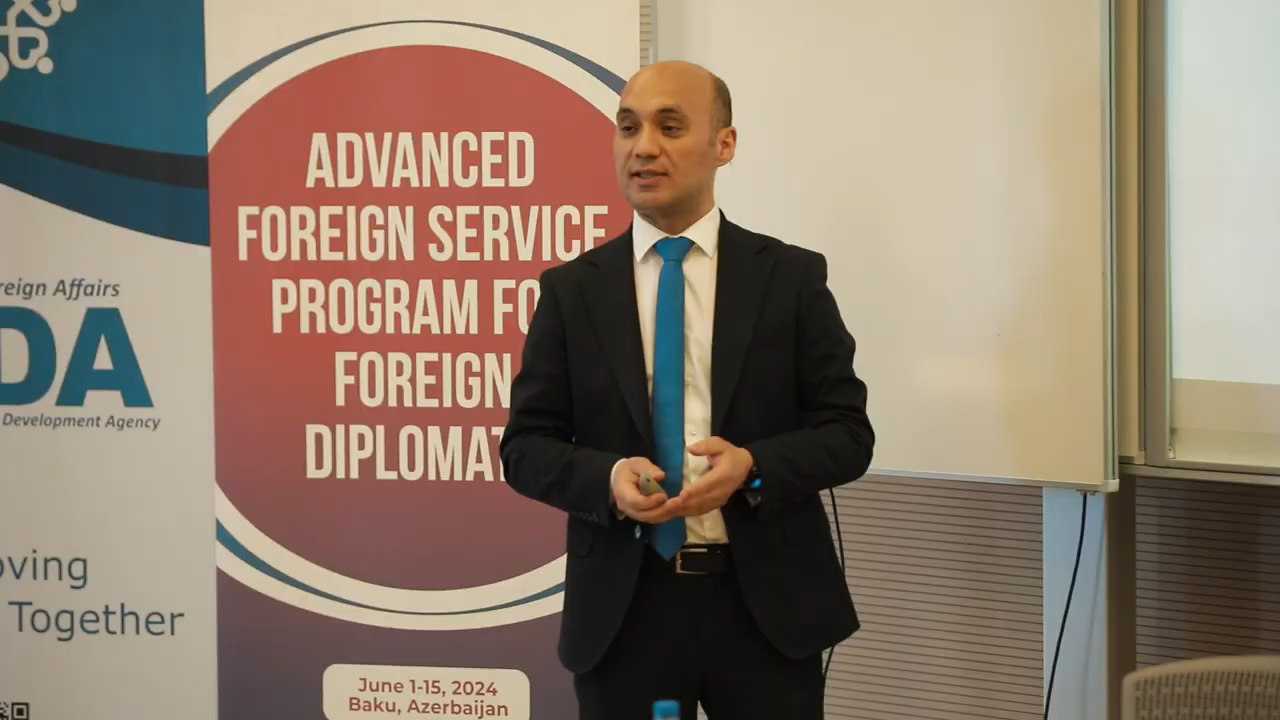 reign Affairs
DA
Development Agency
oving
Together
ADVANCED
FOREIGN SERVICE
PROGRAM FO
FOREIGN
DIPLOMAT
June 1-15, 2024
Baku, Azerbaijan